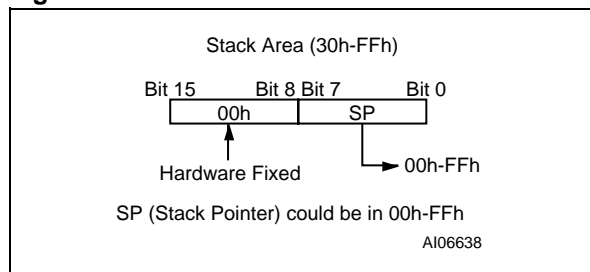 Stack Area (30h-FFh)
Bit 15 Bit 8 Bit 7 Bit 0
00h SP
Hardware Fixed 00h-FFh
SP (Stack Pointer) could be in 00h-FFh
AI06638